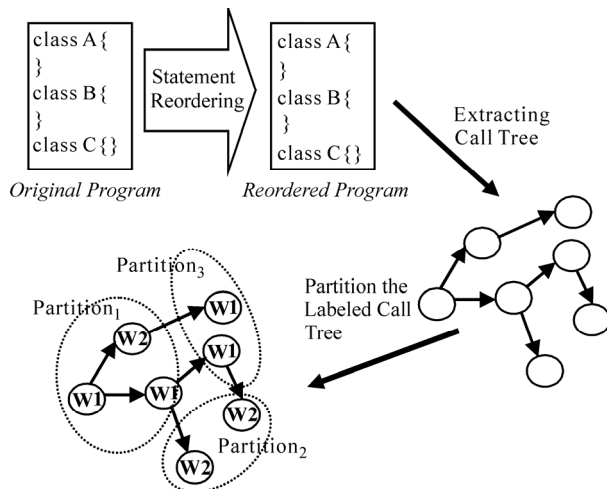 class A{
}
class B{
}
class C{}
Original Program
Statement
Reordering
class A{
}
class B{
}
class C{}
Reordered Program
Extracting
Call Tree
Partition the
Labeled Call
Tree
Partition3
Partition1
W1
W2
W1
W1
W1
W2
Partition2
W2